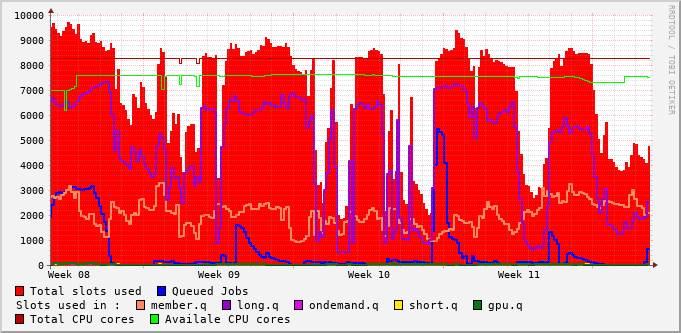 10000
9000
8000
7000
6000
5000
4000
3000
2000
1000
0
Week 08 Week 09 Week 10 Week 11
Total slots used Queued Jobs
Slots used in : member.q long.q ondemand.q short.q gpu.q
Total CPU cores Availale CPU cores
RRDTOOL / TOBI OETIKER